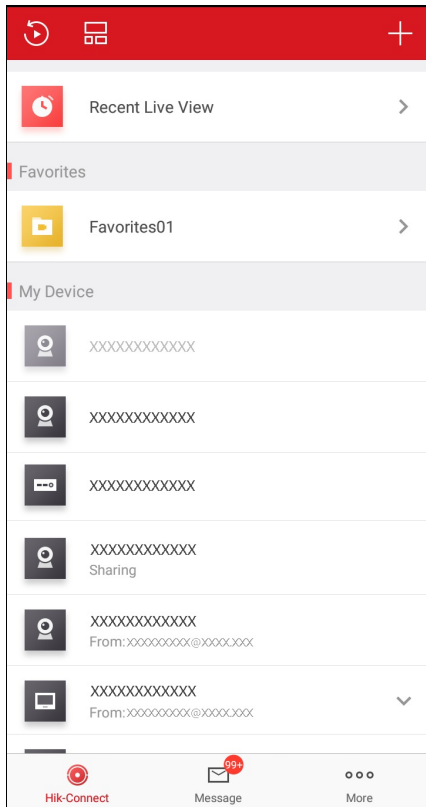 Recent Live View
Favorites
Favorites01
My Device
XXXXXXXXXXXX
XXXXXXXXXXXX
XXXXXXXXXXXX
XXXXXXXXXXXX
Sharing
XXXXXXXXXXXX
From:XXXXXXXXX@XXXX.XXX
XXXXXXXXXXXX
From:XXXXXXXXX@XXXX.XXX
99+
Hik-Connect
Message
More